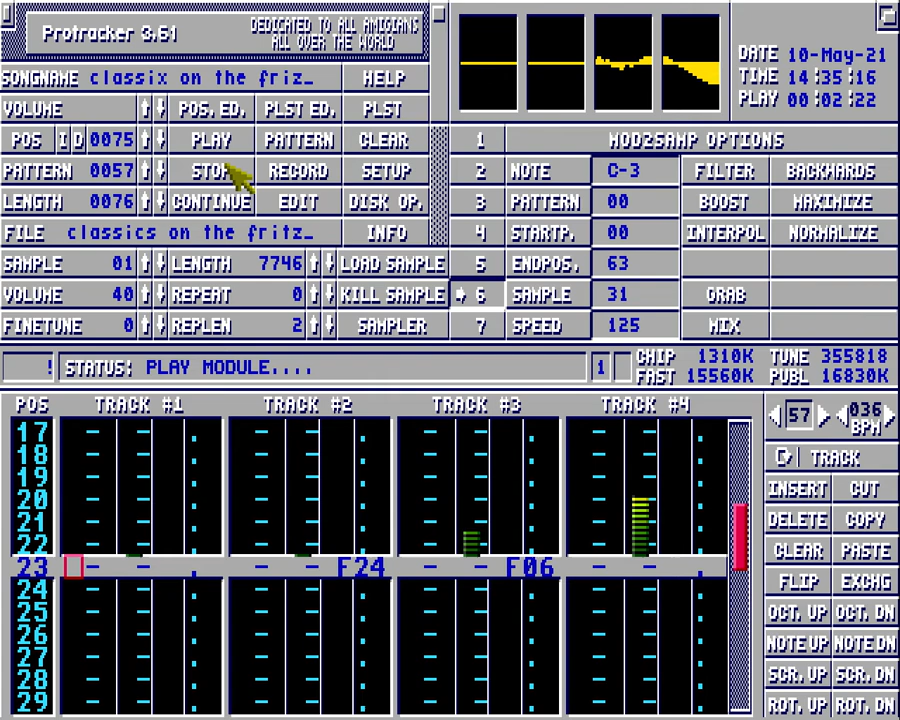 Protracker 3.61
DEDICATED TO ALL AMIGIANS
ALL OVER THE WORLD
DATE 10-May-21
TIME 14:35:16
PLAY 00:02:22
SONGNAME classix on the friz_ HELP
VOLUME POS. ED. PLST ED. PLST
POS I D 0075 PLAY PATTERN CLEAR
1 MOD2SAMP OPTIONS
PATTERN 0057 STOP RECORD SETUP
2 NOTE C-3 FILTER BACKWARDS
LENGTH 0076 CONTINUE EDIT DISK OP.
3 PATTERN 00 BOOST MAXIMIZE
FILE classics on the fritz_ INFO
4 STARTP. 00 INTERPOL NORMALIZE
SAMPLE 01 LENGTH 7746 LOAD SAMPLE
5 ENDPOS. 63
VOLUME 40 REPEAT 0 KILL SAMPLE
6 SAMPLE 31 GRAB
FINETUNE 0 REPLEN 2 SAMPLER
7 SPEED 125 MIX
! STATUS: PLAY MODULE.... 1
CHIP 1310K TUNE 355818
FAST 15560K PUBL 16830K
POS TRACK #1 TRACK #2 TRACK #3 TRACK #4
57 036 BPM
17
18
19
20
21
22
23 F24 F06
24
25
26
27
28
29
TRACK
INSERT CUT
DELETE COPY
CLEAR PASTE
FLIP EXCHG
OCT. UP OCT. DN
NOTE UP NOTE DN
SCR. UP SCR. DN
ROT. UP ROT. DN